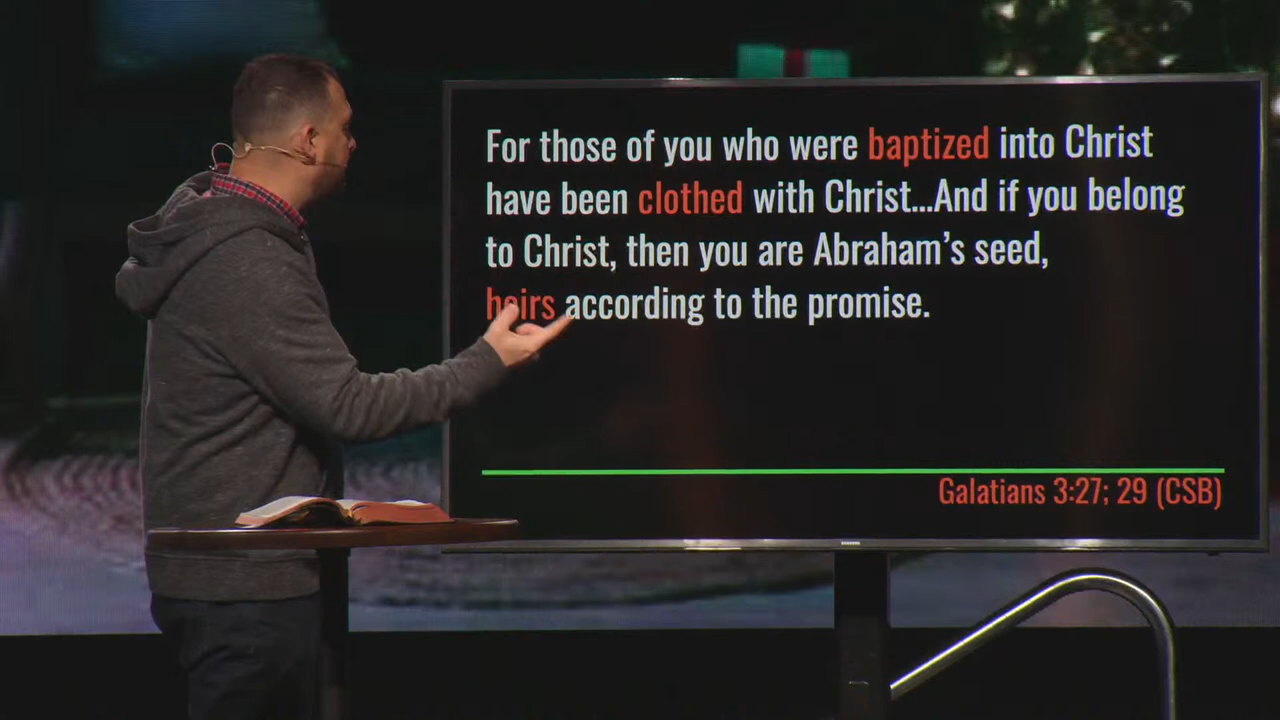 For those of you who were baptized into Christ
have been clothed with Christ...And if you belong
to Christ, then you are Abraham's seed,
heirs according to the promise.
Galatians 3:27; 29 (CSB)
SAMSUNG